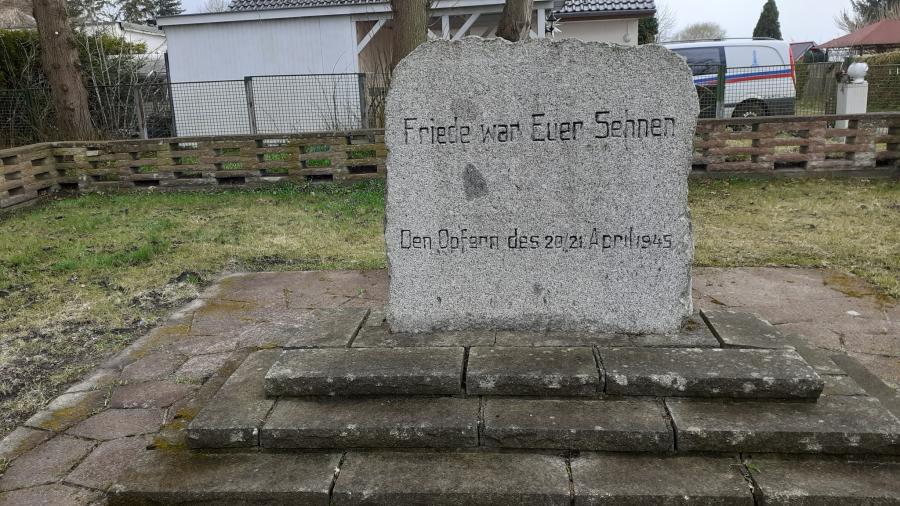 Friede war Euer Sehnen
Den Opfern des 20/21 April 1945